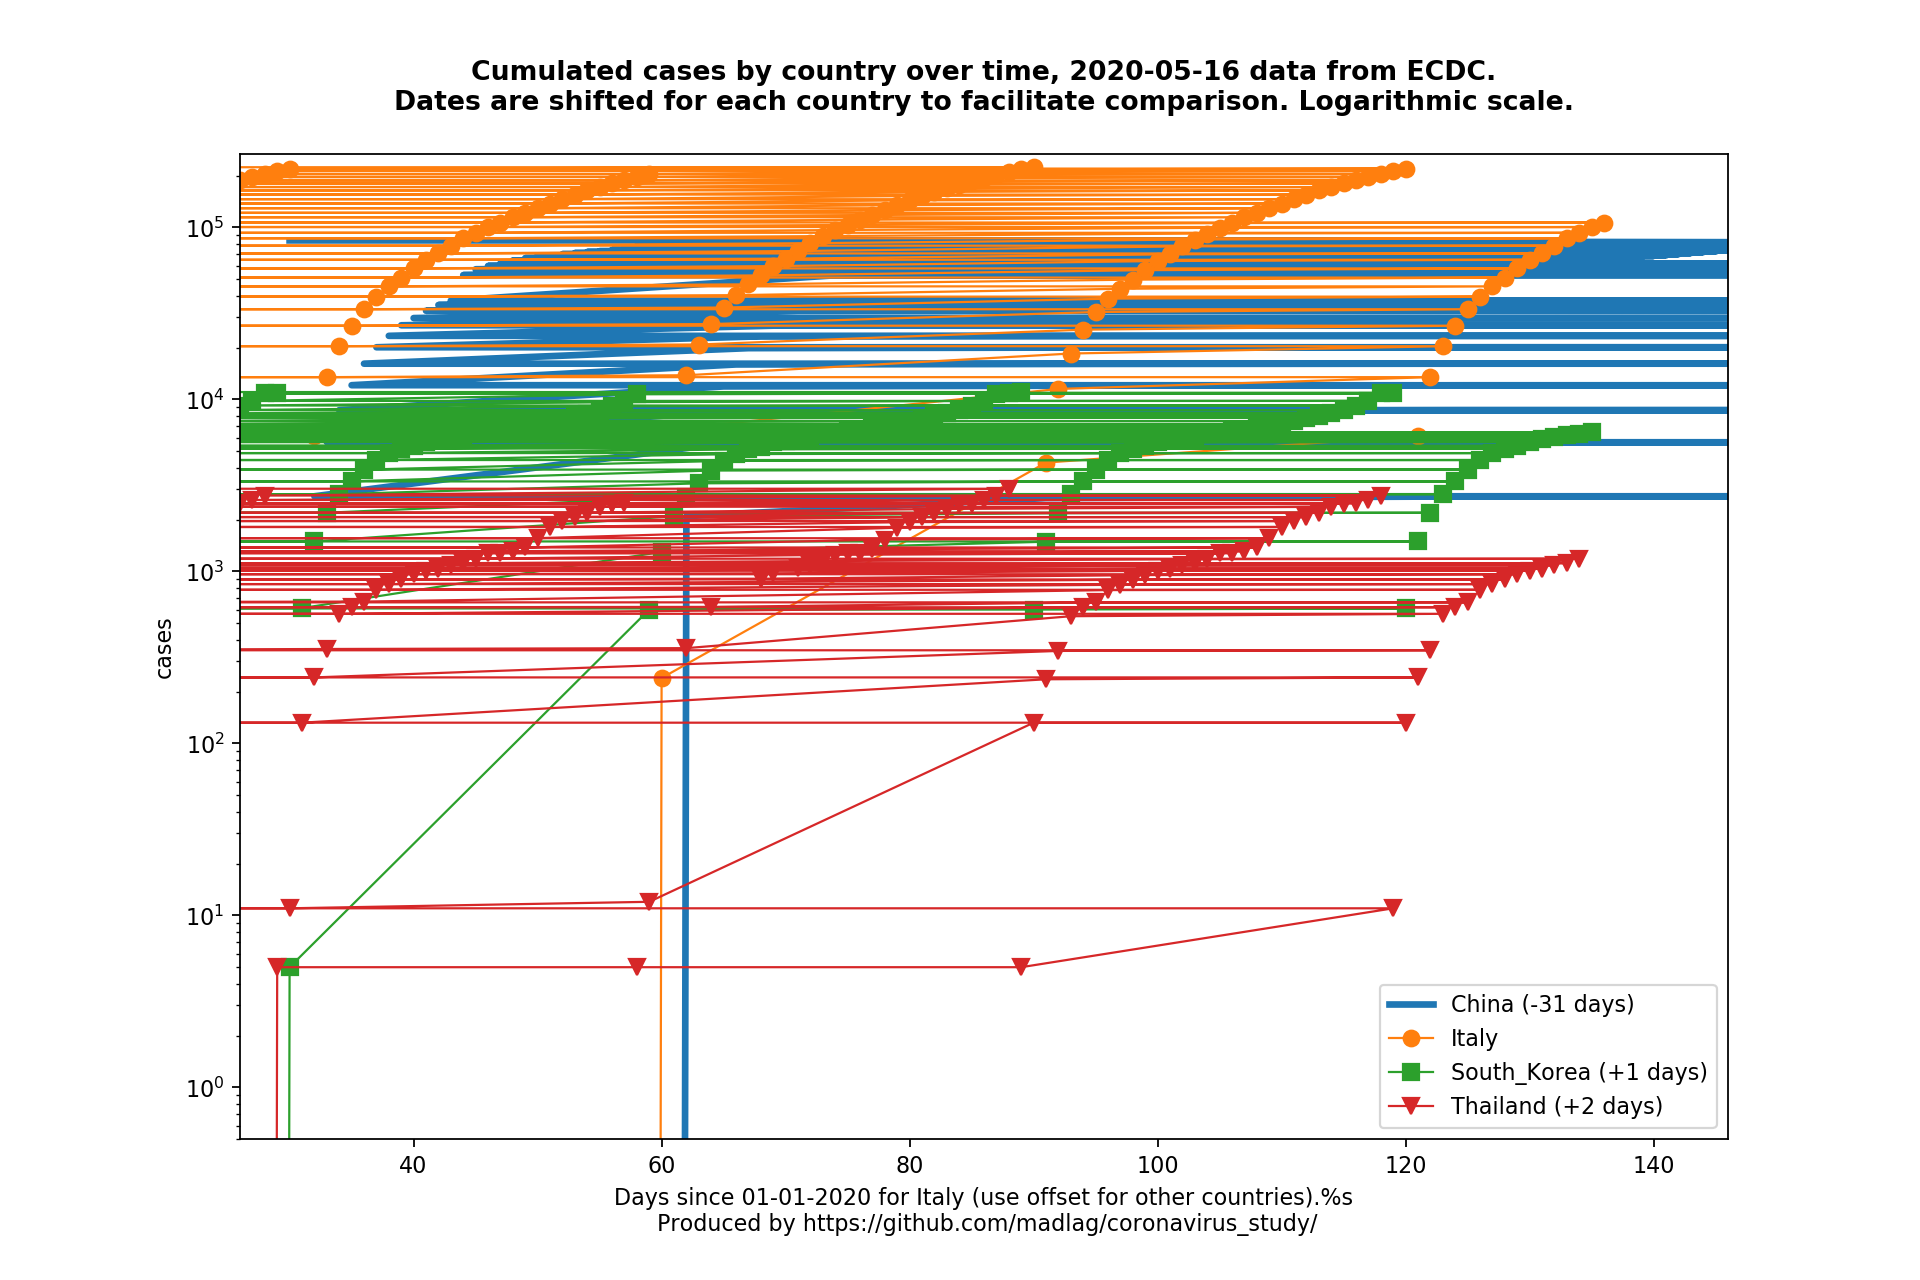 Cumulated cases by country over time, 2020-05-16 data from ECDC.
Dates are shifted for each country to facilitate comparison. Logarithmic scale.
10^5
10^4
10^3
10^2
10^1
10^0
cases
China (-31 days)
Italy
South_Korea (+1 days)
Thailand (+2 days)
40 60 80 100 120 140
Days since 01-01-2020 for Italy (use offset for other countries).%s
Produced by https://github.com/madlag/coronavirus_study/